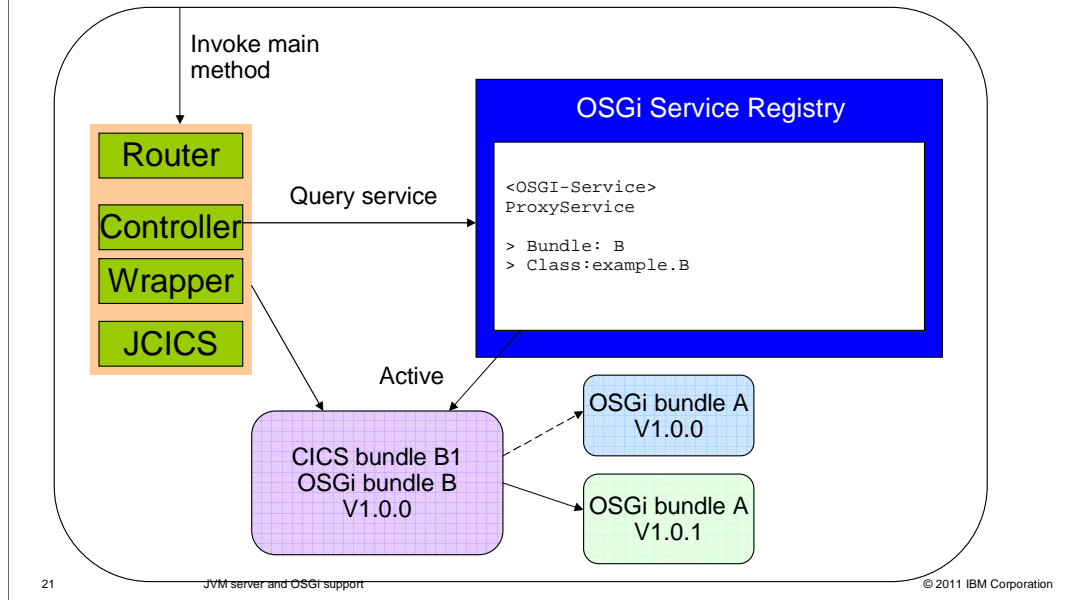 Invoke main
method
OSGi Service Registry
Router
Controller
Wrapper
JCICS
Query service
<OSGI-Service>
ProxyService
> Bundle: B
> Class:example.B
Active
CICS bundle B1
OSGi bundle B
V1.0.0
OSGi bundle A
V1.0.0
OSGi bundle A
V1.0.1
21
JVM server and OSGi support
© 2011 IBM Corporation